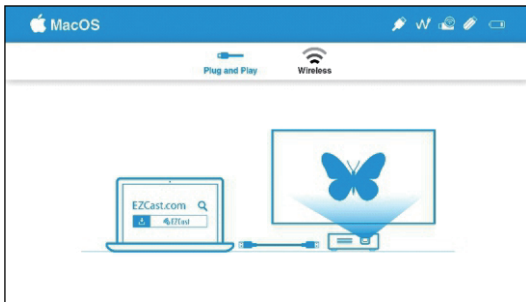 MacOS
Plug and Play
Wireless
EZCast.com
EZCast